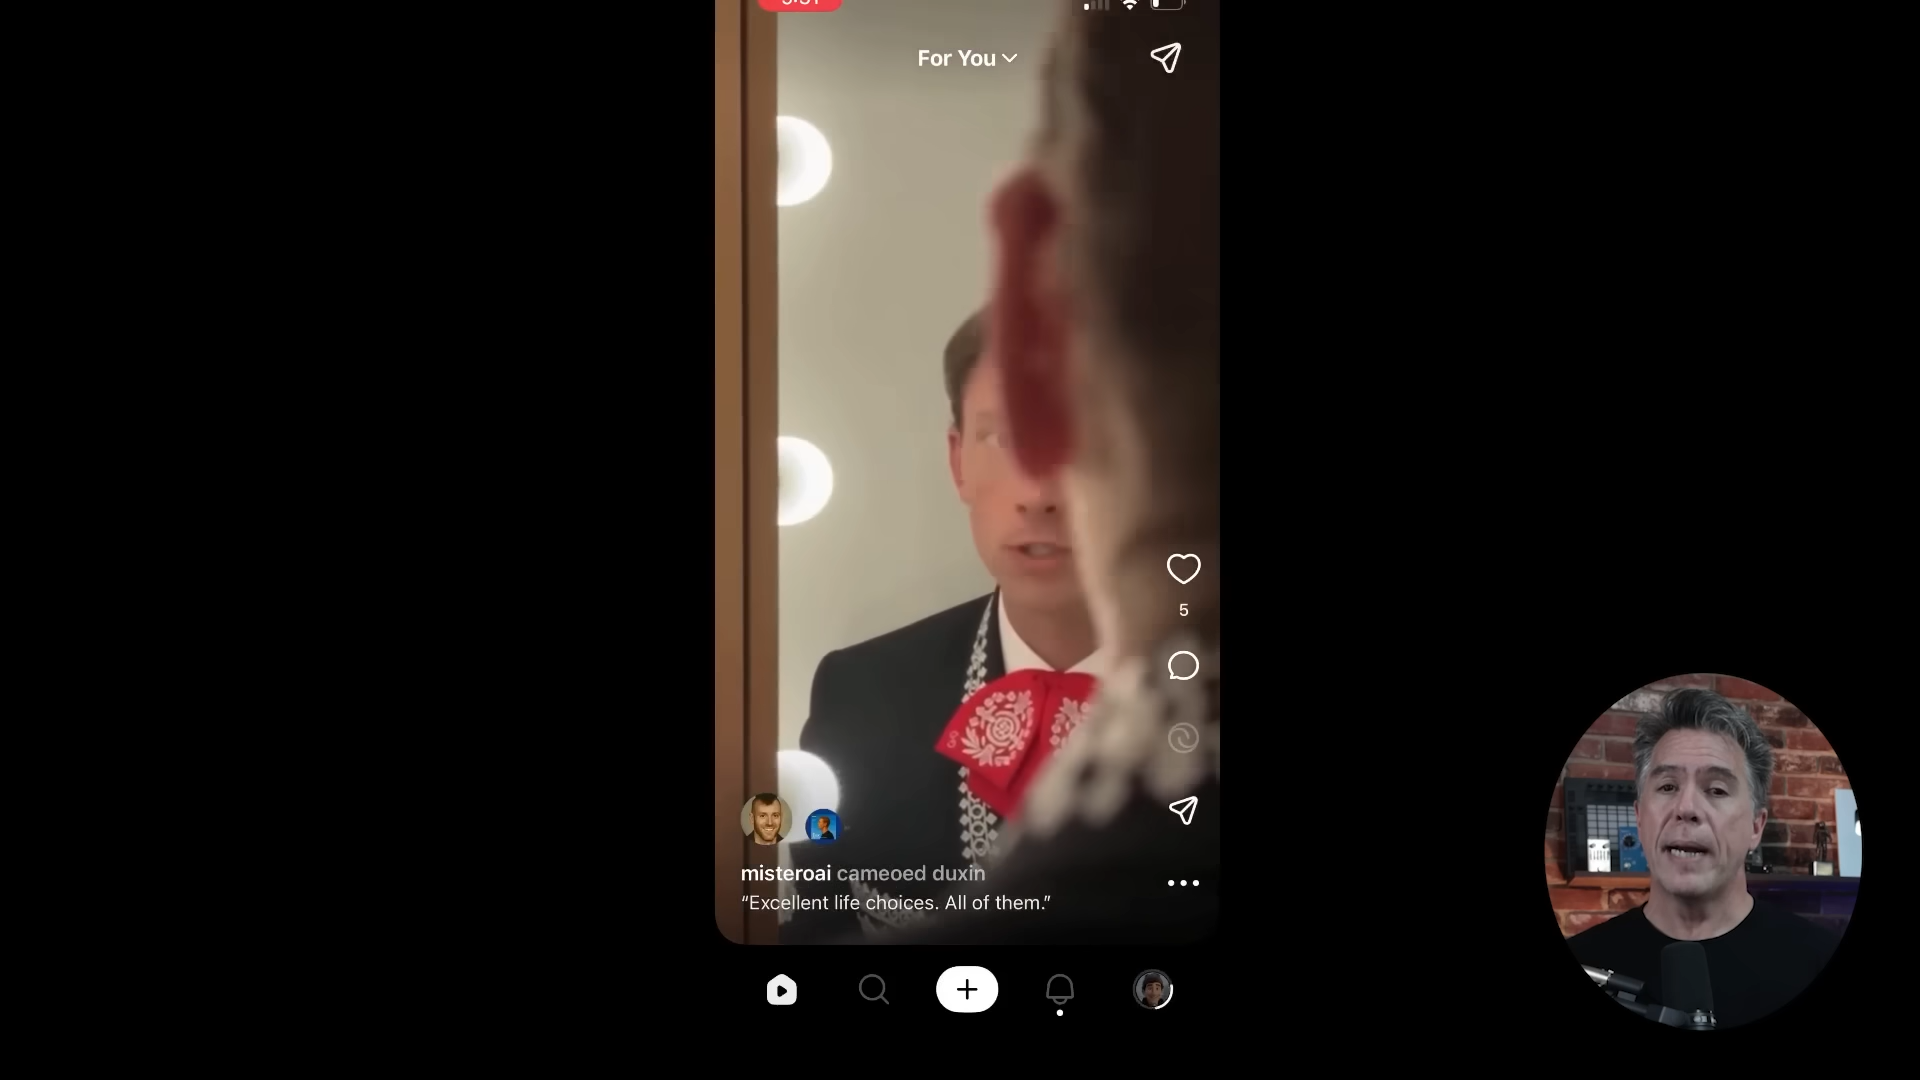 For You
5
misteroai cameoed duxin
“Excellent life choices. All of them.”